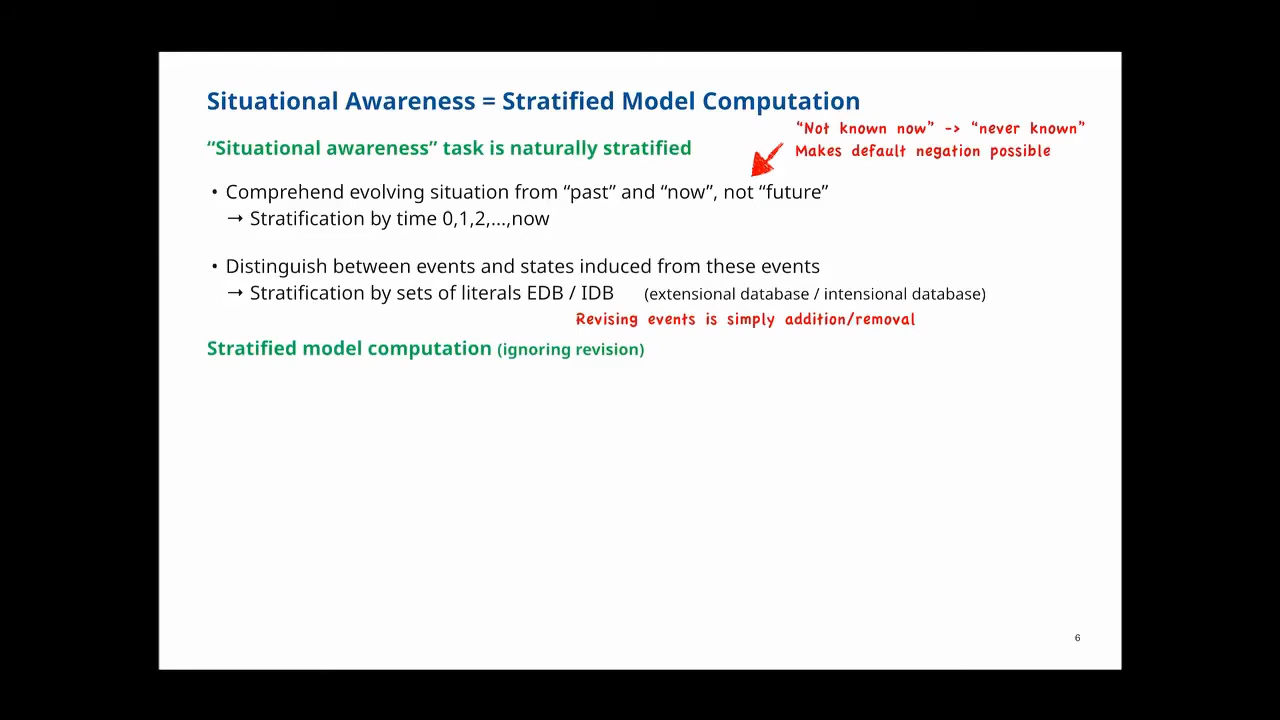 Situational Awareness = Stratified Model Computation
“Not known now” -> “never known”
Makes default negation possible
“Situational awareness” task is naturally stratified
• Comprehend evolving situation from “past” and “now”, not “future”
→ Stratification by time 0,1,2,...,now
• Distinguish between events and states induced from these events
→ Stratification by sets of literals EDB / IDB (extensional database / intensional database)
Revising events is simply addition/removal
Stratified model computation (ignoring revision)
6